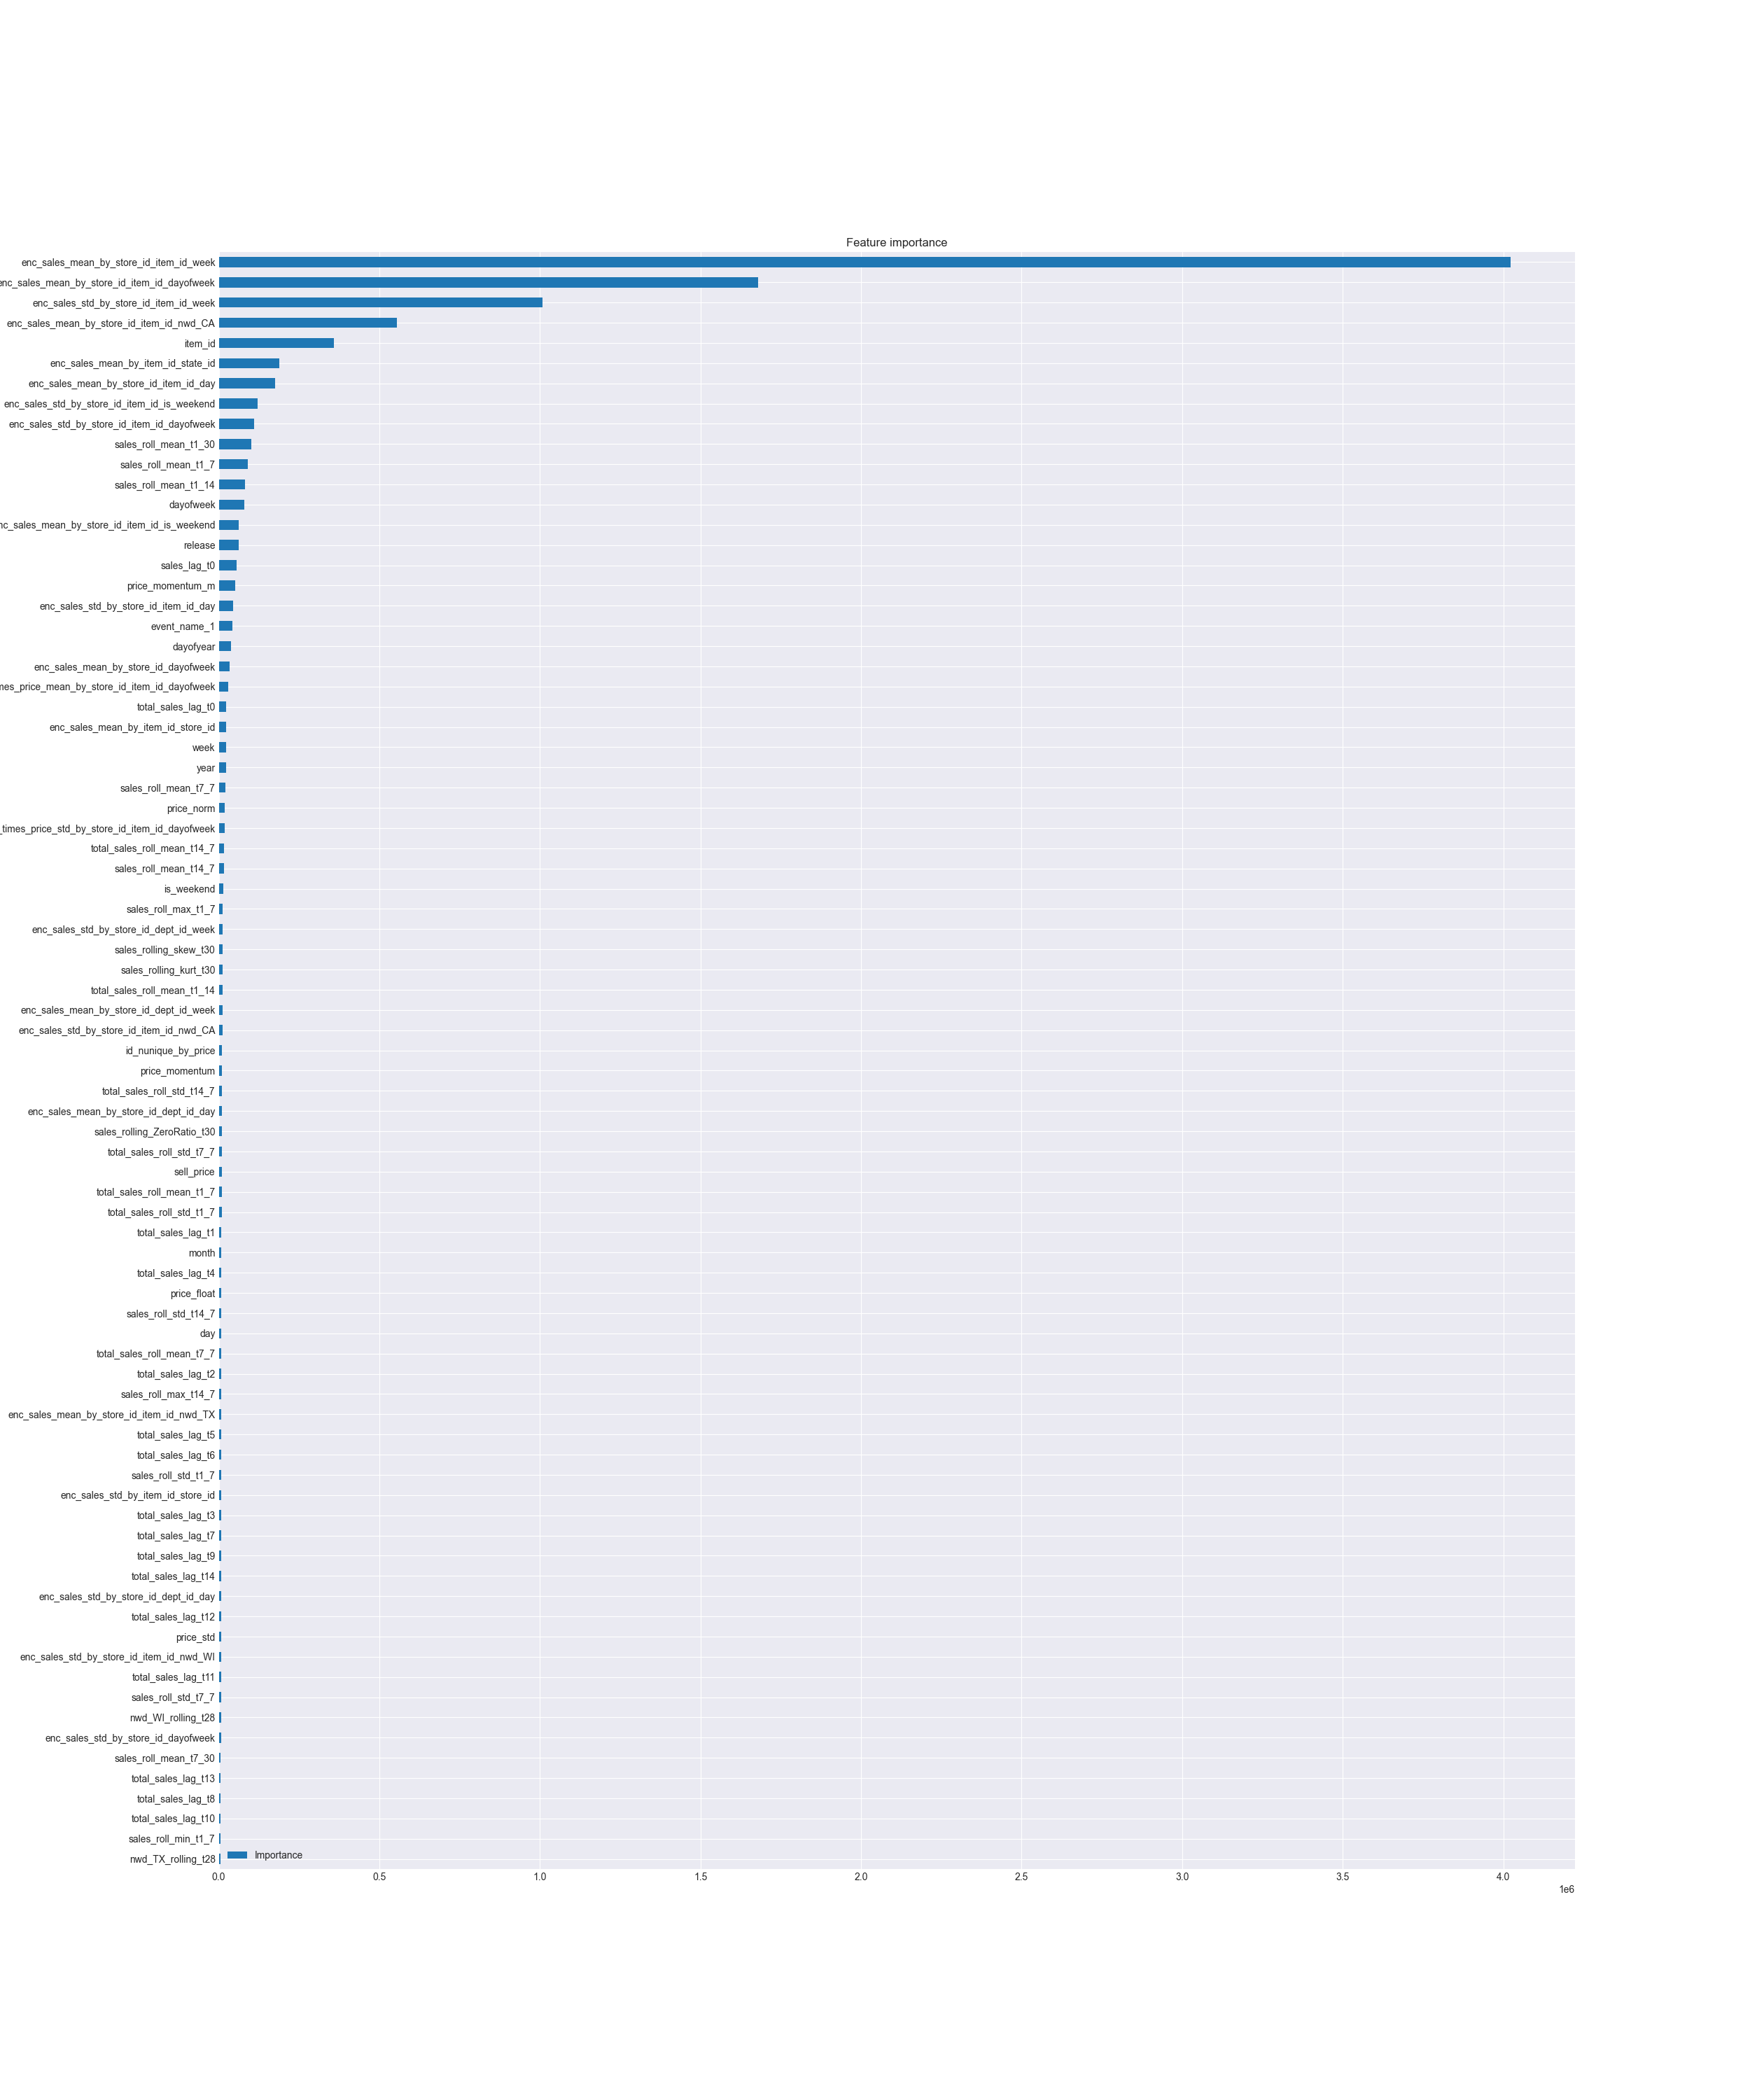 Feature importance
enc_sales_mean_by_store_id_item_id_week
enc_sales_mean_by_store_id_item_id_dayofweek
enc_sales_std_by_store_id_item_id_week
enc_sales_mean_by_store_id_item_id_nwd_CA
item_id
enc_sales_mean_by_item_id_state_id
enc_sales_mean_by_store_id_item_id_day
enc_sales_std_by_store_id_item_id_is_weekend
enc_sales_std_by_store_id_item_id_dayofweek
sales_roll_mean_t1_30
sales_roll_mean_t1_7
sales_roll_mean_t1_14
dayofweek
nc_sales_mean_by_store_id_item_id_is_weekend
release
sales_lag_t0
price_momentum_m
enc_sales_std_by_store_id_item_id_day
event_name_1
dayofyear
enc_sales_mean_by_store_id_dayofweek
mes_price_mean_by_store_id_item_id_dayofweek
total_sales_lag_t0
enc_sales_mean_by_item_id_store_id
week
year
sales_roll_mean_t7_7
price_norm
_times_price_std_by_store_id_item_id_dayofweek
total_sales_roll_mean_t14_7
sales_roll_mean_t14_7
is_weekend
sales_roll_max_t1_7
enc_sales_std_by_store_id_dept_id_week
sales_rolling_skew_t30
sales_rolling_kurt_t30
total_sales_roll_mean_t1_14
enc_sales_mean_by_store_id_dept_id_week
enc_sales_std_by_store_id_item_id_nwd_CA
id_nunique_by_price
price_momentum
total_sales_roll_std_t14_7
enc_sales_mean_by_store_id_dept_id_day
sales_rolling_ZeroRatio_t30
total_sales_roll_std_t7_7
sell_price
total_sales_roll_mean_t1_7
total_sales_roll_std_t1_7
total_sales_lag_t1
month
total_sales_lag_t4
price_float
sales_roll_std_t14_7
day
total_sales_roll_mean_t7_7
total_sales_lag_t2
sales_roll_max_t14_7
enc_sales_mean_by_store_id_item_id_nwd_TX
total_sales_lag_t5
total_sales_lag_t6
sales_roll_std_t1_7
enc_sales_std_by_item_id_store_id
total_sales_lag_t3
total_sales_lag_t7
total_sales_lag_t9
total_sales_lag_t14
enc_sales_std_by_store_id_dept_id_day
total_sales_lag_t12
price_std
enc_sales_std_by_store_id_item_id_nwd_WI
total_sales_lag_t11
sales_roll_std_t7_7
nwd_WI_rolling_t28
enc_sales_std_by_store_id_dayofweek
sales_roll_mean_t7_30
total_sales_lag_t13
total_sales_lag_t8
total_sales_lag_t10
sales_roll_min_t1_7
nwd_TX_rolling_t28
Importance
0.0 0.5 1.0 1.5 2.0 2.5 3.0 3.5 4.0
1e6